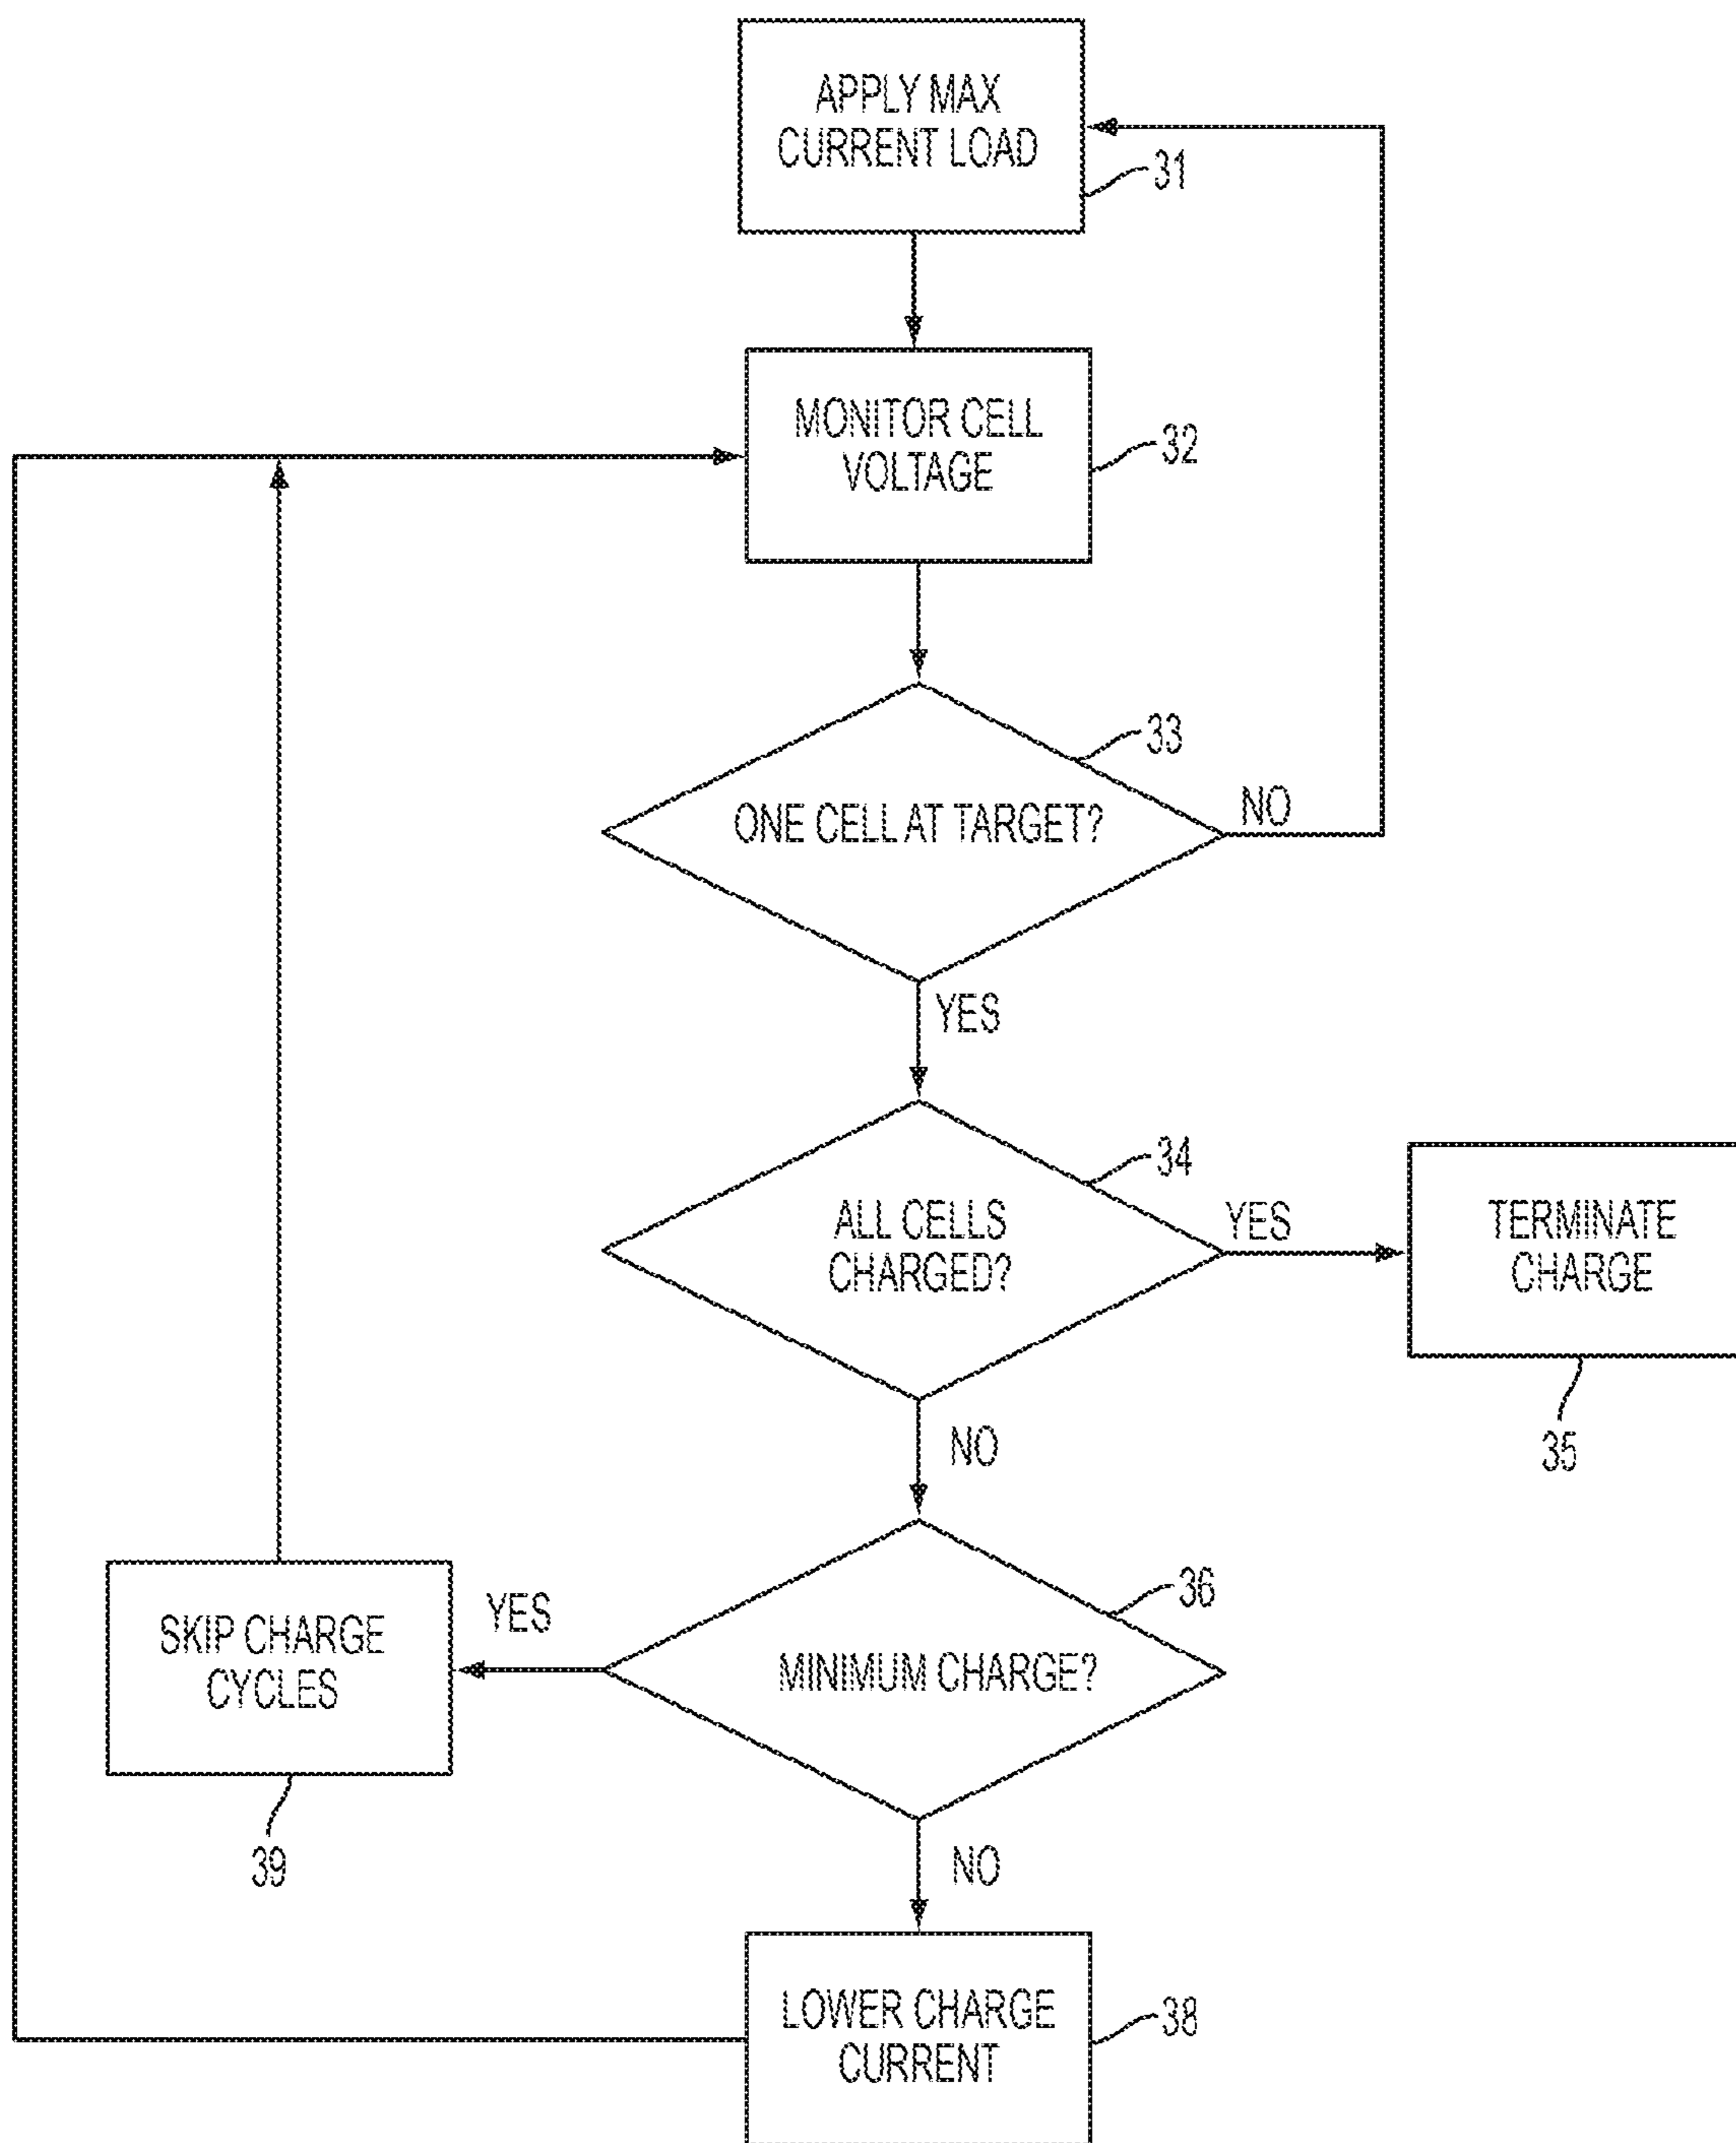 APPLY MAX
CURRENT LOAD
31
MONITOR CELL
VOLTAGE
32
33
ONE CELL AT TARGET?
NO
YES
34
ALL CELLS
CHARGED?
YES
TERMINATE
CHARGE
35
NO
36
MINIMUM CHARGE?
YES
SKIP CHARGE
CYCLES
39
NO
LOWER CHARGE
CURRENT
38